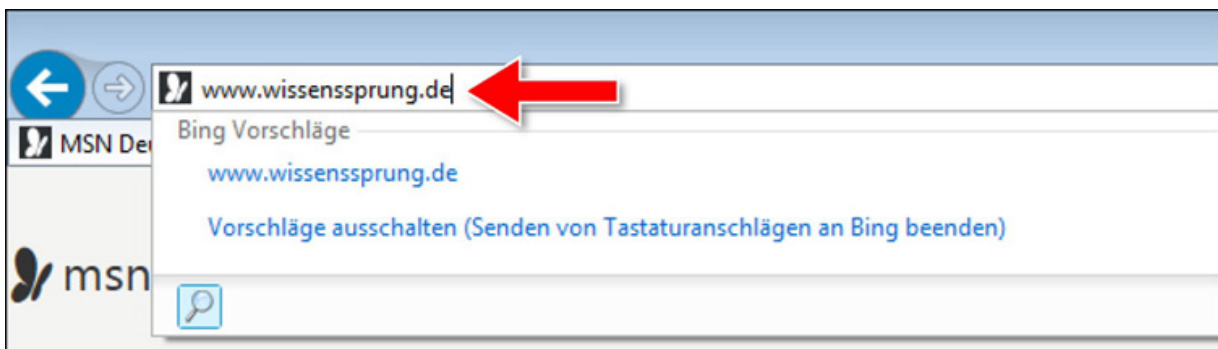 www.wissenssprung.de
Bing Vorschläge
MSN De
www.wissenssprung.de
Vorschläge ausschalten (Senden von Tastaturanschlägen an Bing beenden)
msn